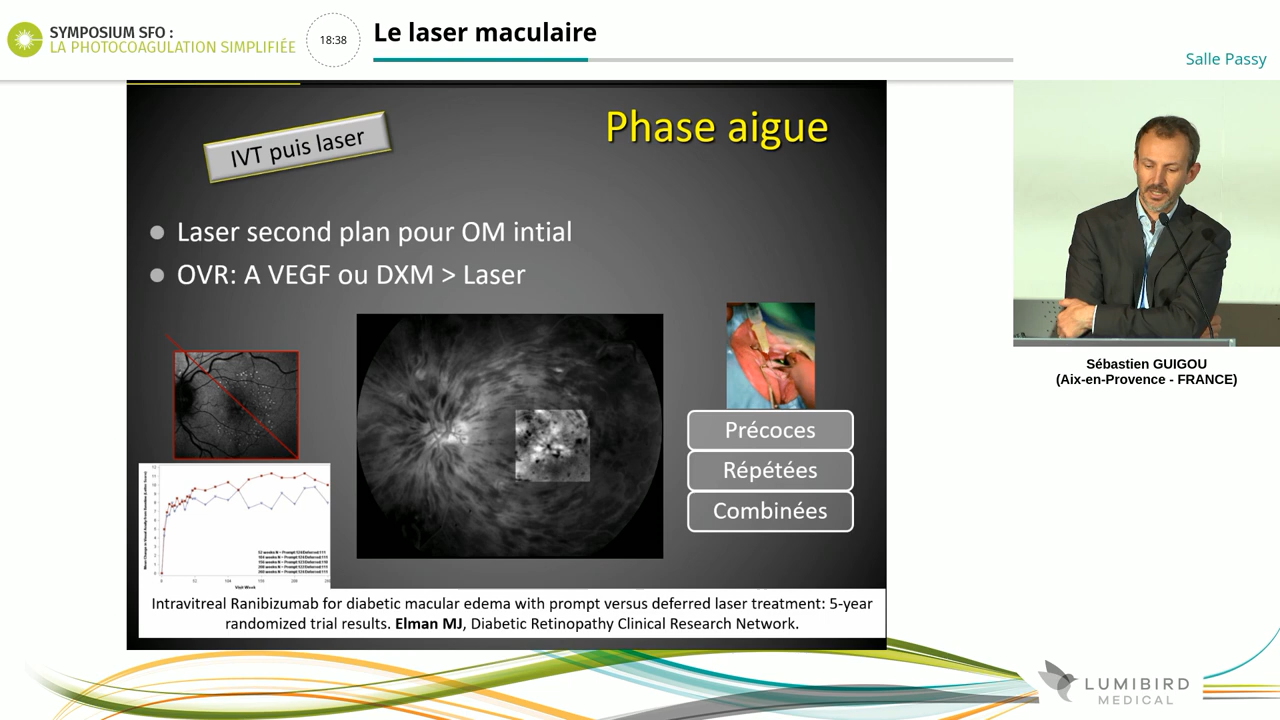 SYMPOSIUM SFO :
LA PHOTOCOAGULATION SIMPLIFIÉE
18:38
Le laser maculaire
Salle Passy
IVT puis laser
Phase aigue
Laser second plan pour OM intial
OVR: A VEGF ou DXM > Laser
Précoces
Répétées
Combinées
Visit Week
Intravitreal Ranibizumab for diabetic macular edema with prompt versus deferred laser treatment: 5-year
randomized trial results. Elman MJ, Diabetic Retinopathy Clinical Research Network.
Sébastien GUIGOU
(Aix-en-Provence - FRANCE)
LUMIBIRD
MEDICAL